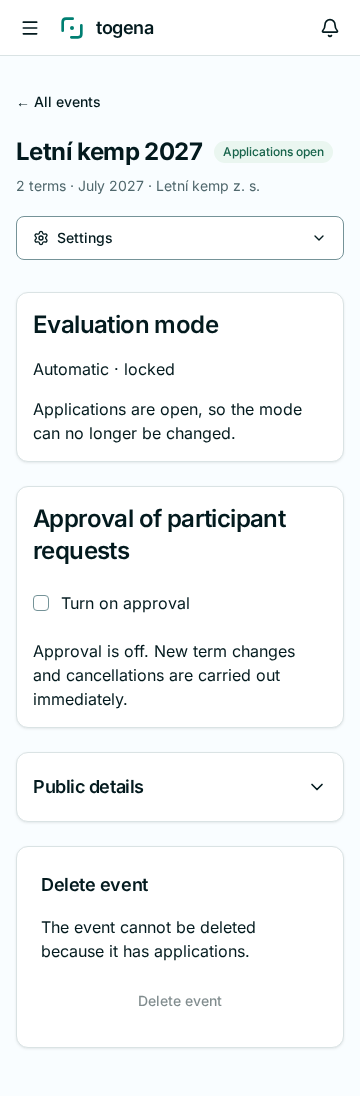 togena
← All events
Letní kemp 2027
Applications open
2 terms · July 2027 · Letní kemp z. s.
Settings
Evaluation mode
Automatic · locked
Applications are open, so the mode
can no longer be changed.
Approval of participant
requests
Turn on approval
Approval is off. New term changes
and cancellations are carried out
immediately.
Public details
Delete event
The event cannot be deleted
because it has applications.
Delete event